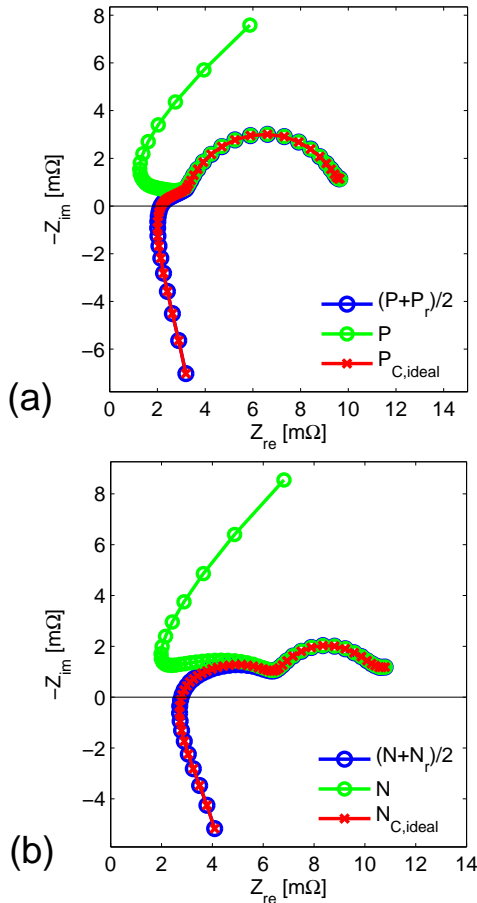 8
6
4
2
0
−2
−4
−6
−Z_im [mΩ]
(P+P_r)/2
P
P_C,ideal
0 2 4 6 8 10 12 14
Z_re [mΩ]
(a)
8
6
4
2
0
−2
−4
−Z_im [mΩ]
(N+N_r)/2
N
N_C,ideal
0 2 4 6 8 10 12 14
Z_re [mΩ]
(b)